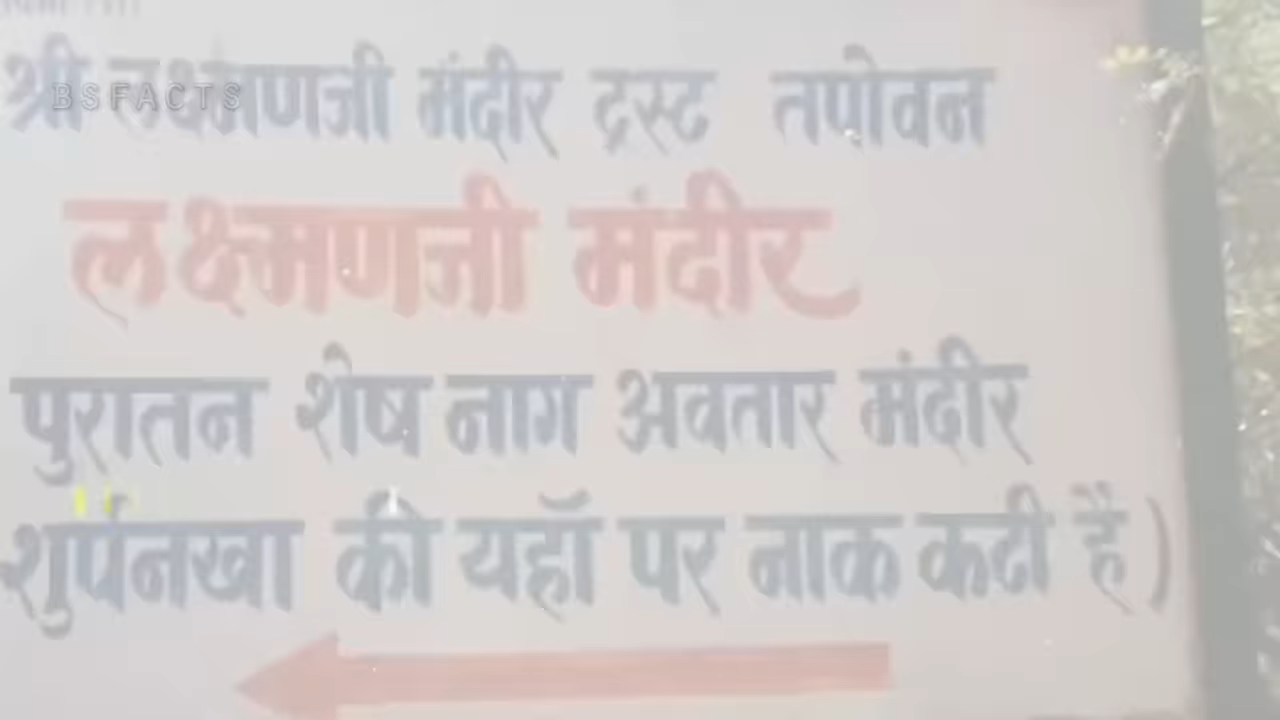 श्री लक्ष्मणजी मंदीर ट्रस्ट तपोवन
BSFACTS
लक्ष्मणजी मंदीर
पुरातन शेष नाग अवतार मंदीर
शुर्पनखा की यहाँ पर नाक कटी है)